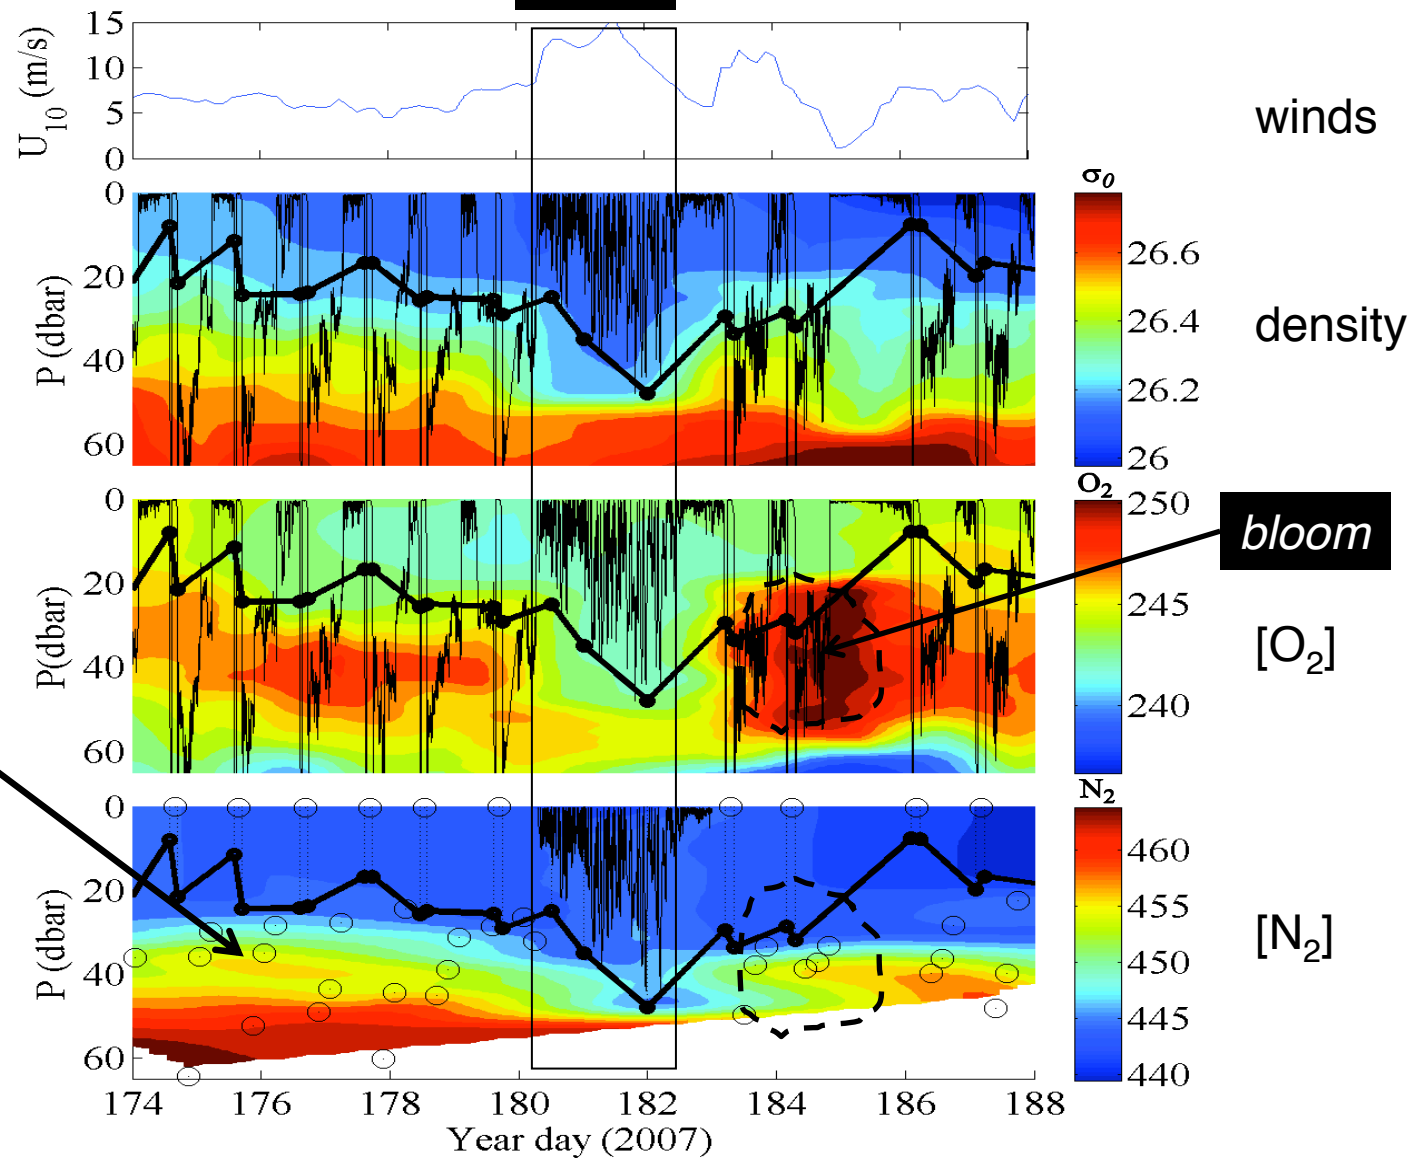 15
10
5
0
U10 (m/s)
winds
0
20
40
60
P (dbar)
σ0
26.6
26.4
26.2
26
density
0
20
40
60
P(dbar)
O2
250
245
240
bloom
[O2]
0
20
40
60
P (dbar)
N2
460
455
450
445
440
[N2]
174 176 178 180 182 184 186 188
Year day (2007)